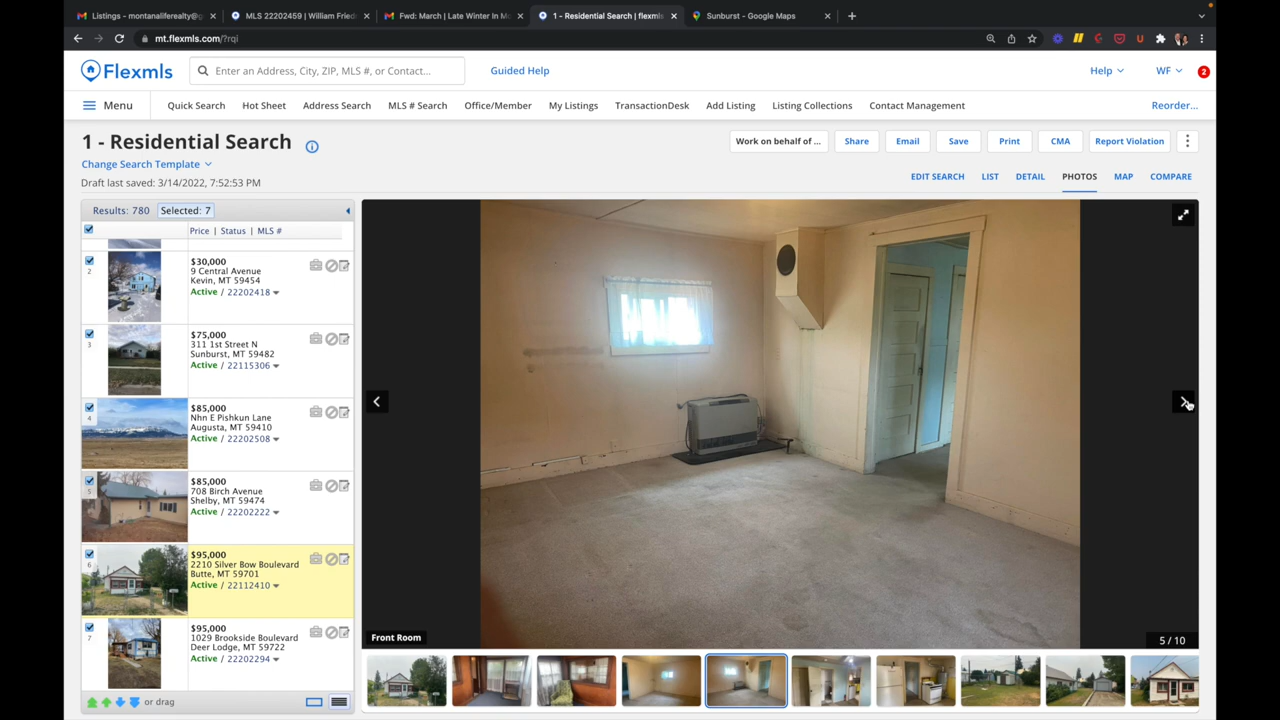 Listings - montanaliferealty@g
MLS 22202459 | William Fried
Fwd: March | Late Winter In M
1 - Residential Search | flexmls
Sunburst - Google Maps
mt.flexmls.com/?rqi
Flexmls
Enter an Address, City, ZIP, MLS #, or Contact...
Guided Help
Help
WF
2
Menu
Quick Search
Hot Sheet
Address Search
MLS # Search
Office/Member
My Listings
TransactionDesk
Add Listing
Listing Collections
Contact Management
Reorder...
1 - Residential Search
Work on behalf of ...
Share
Email
Save
Print
CMA
Report Violation
Change Search Template
Draft last saved: 3/14/2022, 7:52:53 PM
EDIT SEARCH
LIST
DETAIL
PHOTOS
MAP
COMPARE
Results: 780
Selected: 7
Price | Status | MLS #
2
$30,000
9 Central Avenue
Kevin, MT 59454
Active / 22202418
3
$75,000
311 1st Street N
Sunburst, MT 59482
Active / 22115306
4
$85,000
Nhn E Pishkun Lane
Augusta, MT 59410
Active / 22202508
5
$85,000
708 Birch Avenue
Shelby, MT 59474
Active / 22202222
6
$95,000
2210 Silver Bow Boulevard
Butte, MT 59701
Active / 22112410
7
$95,000
1029 Brookside Boulevard
Deer Lodge, MT 59722
Active / 22202294
or drag
Front Room
5 / 10